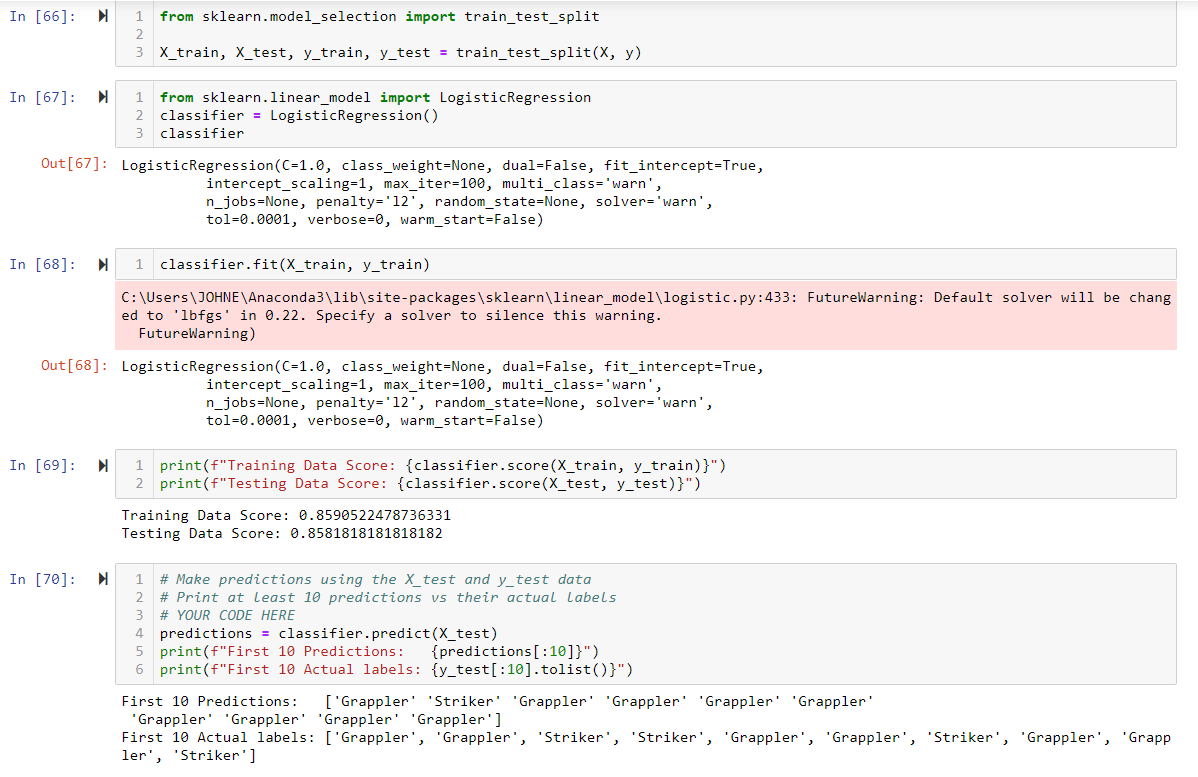 In [66]:
1 from sklearn.model_selection import train_test_split
2
3 X_train, X_test, y_train, y_test = train_test_split(X, y)
In [67]:
1 from sklearn.linear_model import LogisticRegression
2 classifier = LogisticRegression()
3 classifier
Out[67]: LogisticRegression(C=1.0, class_weight=None, dual=False, fit_intercept=True,
intercept_scaling=1, max_iter=100, multi_class='warn',
n_jobs=None, penalty='l2', random_state=None, solver='warn',
tol=0.0001, verbose=0, warm_start=False)
In [68]:
1 classifier.fit(X_train, y_train)
C:\Users\JOHNE\Anaconda3\lib\site-packages\sklearn\linear_model\logistic.py:433: FutureWarning: Default solver will be chang
ed to 'lbfgs' in 0.22. Specify a solver to silence this warning.
FutureWarning)
Out[68]: LogisticRegression(C=1.0, class_weight=None, dual=False, fit_intercept=True,
intercept_scaling=1, max_iter=100, multi_class='warn',
n_jobs=None, penalty='l2', random_state=None, solver='warn',
tol=0.0001, verbose=0, warm_start=False)
In [69]:
1 print(f"Training Data Score: {classifier.score(X_train, y_train)}")
2 print(f"Testing Data Score: {classifier.score(X_test, y_test)}")
Training Data Score: 0.8590522478736331
Testing Data Score: 0.8581818181818182
In [70]:
1 # Make predictions using the X_test and y_test data
2 # Print at least 10 predictions vs their actual labels
3 # YOUR CODE HERE
4 predictions = classifier.predict(X_test)
5 print(f"First 10 Predictions:   {predictions[:10]}")
6 print(f"First 10 Actual labels: {y_test[:10].tolist()}")
First 10 Predictions:   ['Grappler' 'Striker' 'Grappler' 'Grappler' 'Grappler' 'Grappler'
'Grappler' 'Grappler' 'Grappler' 'Grappler']
First 10 Actual labels: ['Grappler', 'Grappler', 'Striker', 'Striker', 'Grappler', 'Grappler', 'Striker', 'Grappler', 'Grapp
ler', 'Striker']